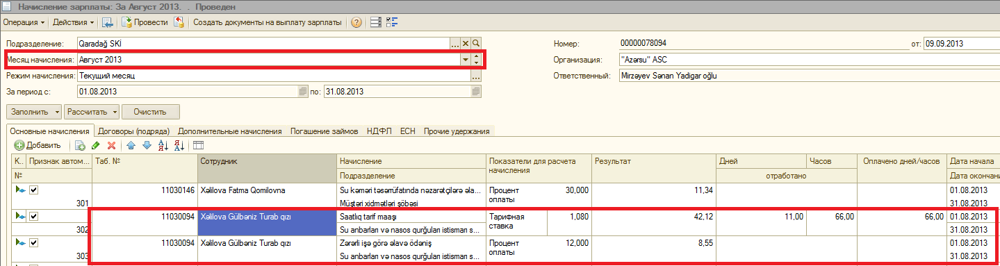 Начисление зарплаты: За Август 2013. . Проведен
Операция Действия Провести Создать документы на выплату зарплаты ?
Подразделение: Qaradağ SKİ ... Номер: 00000078094 от: 09.09.2013
Месяц начисления: Август 2013 Организация: "Azərsu" ASC
Режим начисления: Текущий месяц ... Ответственный: Mirzəyev Sənan Yadigar oğlu
За период с: 01.08.2013 по: 31.08.2013
Заполнить Рассчитать Очистить
Основные начисления Договоры (подряда) Дополнительные начисления Погашение займов НДФЛ ЕСН Прочие удержания
Добавить
К.. Признак автом... Таб. № Сотрудник Начисление Показатели для расчета начисления Результат Дней Часов Оплачено дней/часов Дата начала
№ Подразделение отработано Дата окончани
11030146 Xəlilova Fatma Qomilovna Su kəməri təsərrüfatında nəzarətçilərə əla... Процент оплаты 30,000 11,34 01.08.2013
301 Müştəri xidmətləri şöbəsi 31.08.2013
11030094 Xəlilova Gülbəniz Turab qızı Saatlıq tarif maaşı Тарифная ставка 1,080 42,12 11,00 66,00 66,00 01.08.2013
302 Su anbarları və nasos qurğuları istisman s... 31.08.2013
11030094 Xəlilova Gülbəniz Turab qızı Zərərli işə görə əlavə ödəniş Процент оплаты 12,000 8,55 01.08.2013
303 Su anbarları və nasos qurğuları istisman s... 31.08.2013